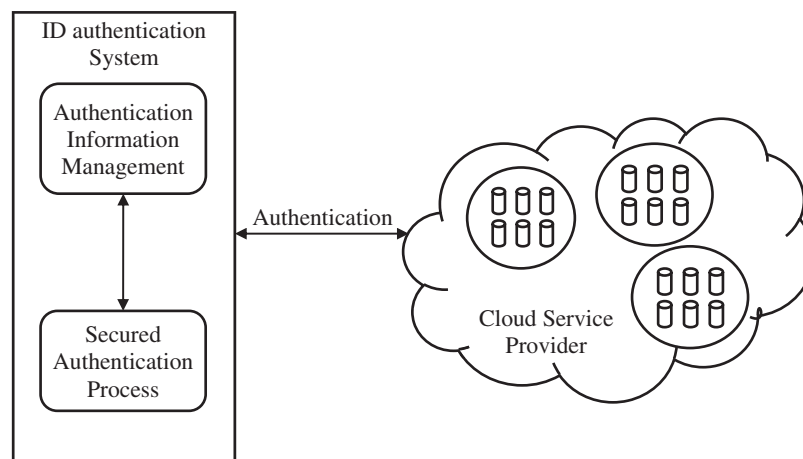 ID authentication
System
Authentication
Information
Management
Authentication
Secured
Authentication
Process
Cloud Service
Provider